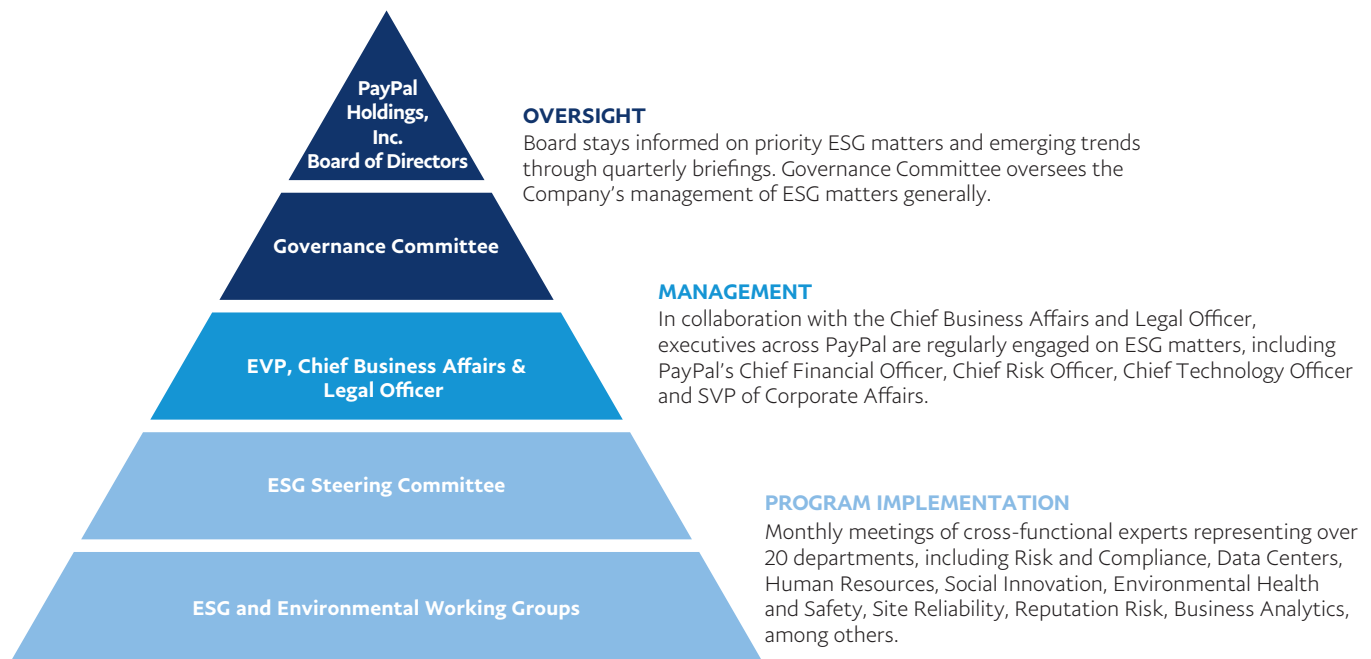 PayPal
Holdings,
Inc.
Board of Directors
OVERSIGHT
Board stays informed on priority ESG matters and emerging trends
through quarterly briefings. Governance Committee oversees the
Company’s management of ESG matters generally.
Governance Committee
MANAGEMENT
In collaboration with the Chief Business Affairs and Legal Officer,
executives across PayPal are regularly engaged on ESG matters, including
PayPal’s Chief Financial Officer, Chief Risk Officer, Chief Technology Officer
and SVP of Corporate Affairs.
EVP, Chief Business Affairs &
Legal Officer
ESG Steering Committee
PROGRAM IMPLEMENTATION
Monthly meetings of cross-functional experts representing over
20 departments, including Risk and Compliance, Data Centers,
Human Resources, Social Innovation, Environmental Health
and Safety, Site Reliability, Reputation Risk, Business Analytics,
among others.
ESG and Environmental Working Groups